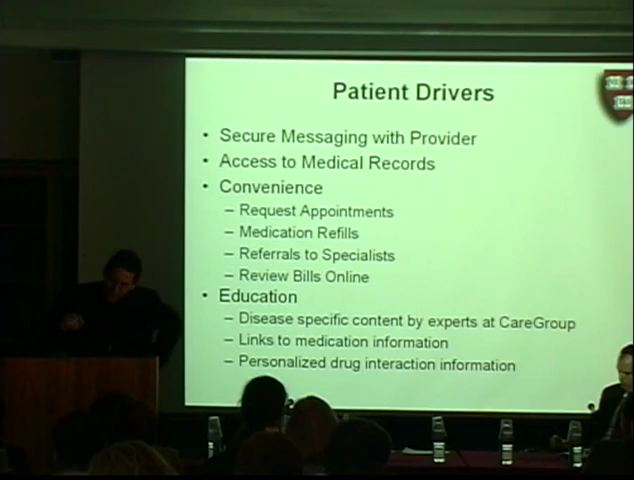 Patient Drivers
• Secure Messaging with Provider
• Access to Medical Records
• Convenience
– Request Appointments
– Medication Refills
– Referrals to Specialists
– Review Bills Online
• Education
– Disease specific content by experts at CareGroup
– Links to medication information
– Personalized drug interaction information